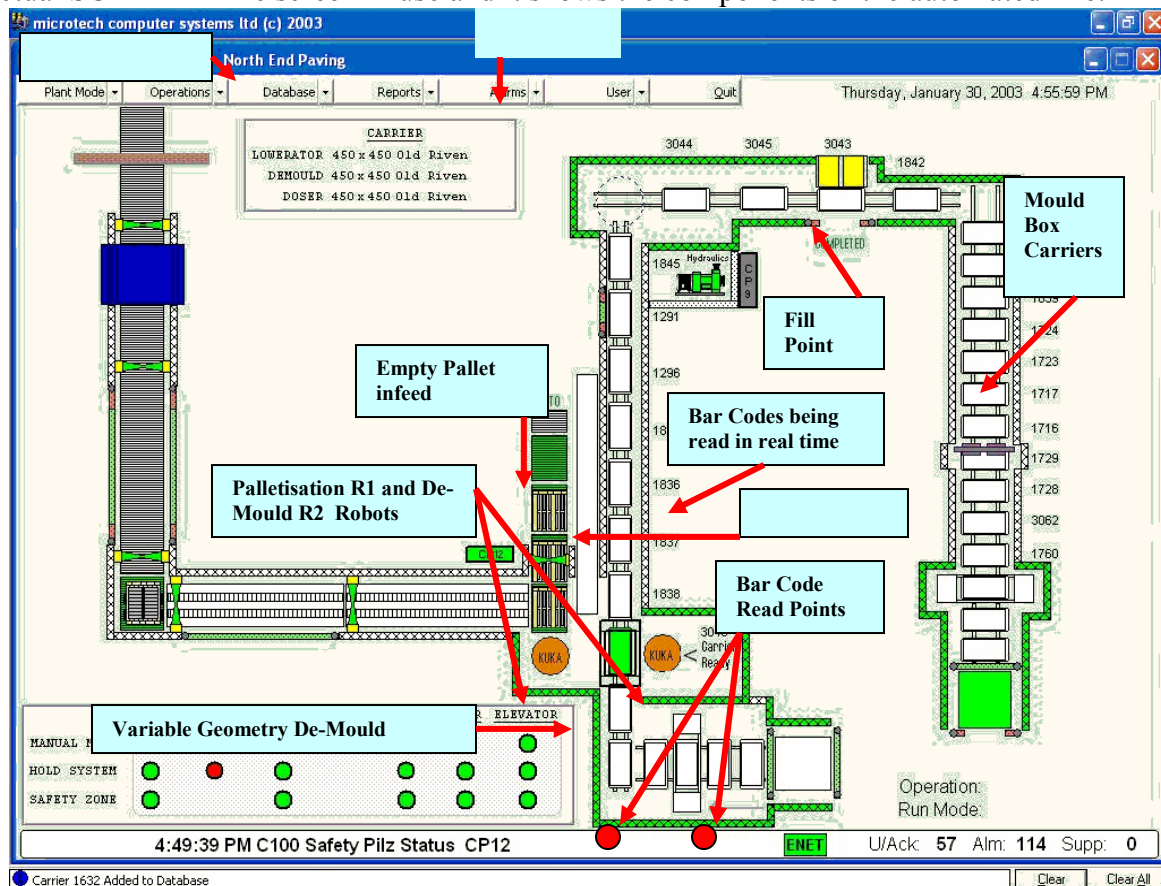 microtech computer systems ltd (c) 2003
North End Paving
Plant Mode Operations Database Reports User Quit
Thursday, January 30, 2003 4:55:59 PM
CARRIER
LOWERATOR 450 x 450 Old Riven
DEMOULD 450 x 450 Old Riven
DOSER 450 x 450 Old Riven
3044 3045 3043
1842
Mould
Box
Carriers
COMPLETED
1845
Hydraulics
CP9
1291
Fill
Point
1724
Empty Pallet
infeed
1296
1723
1717
Bar Codes being
read in real time
1716
1729
Palletisation R1 and De-
Mould R2 Robots
1836
1728
3062
1837
CP12
1760
Bar Code
Read Points
1838
KUKA
KUKA
<
Ready
Variable Geometry De-Mould
ELEVATOR
MANUAL
HOLD SYSTEM
SAFETY ZONE
Operation:
Run Mode:
4:49:39 PM C100 Safety Pilz Status CP12
ENET
U/Ack: 57 Alm: 114 Supp: 0
Carrier 1632 Added to Database
Clear Clear All